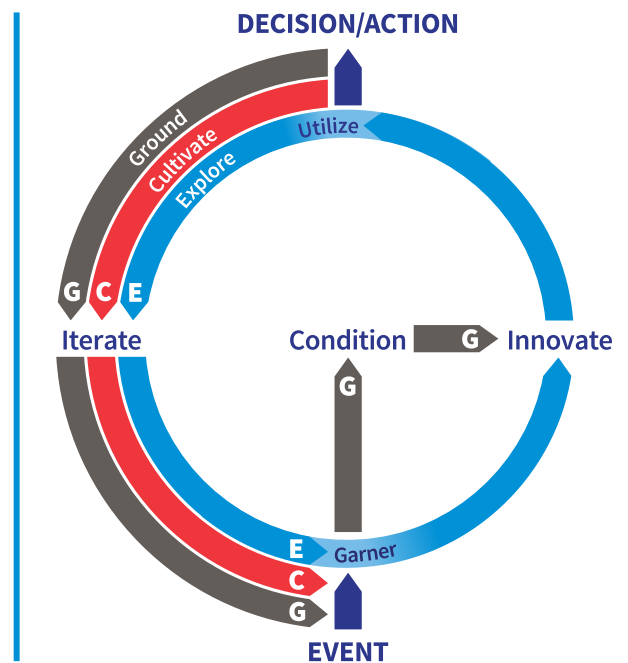 DECISION/ACTION
Utilize
Ground
Cultivate
Explore
G C E
Iterate
Condition G Innovate
G
E
Garner
C
G
EVENT